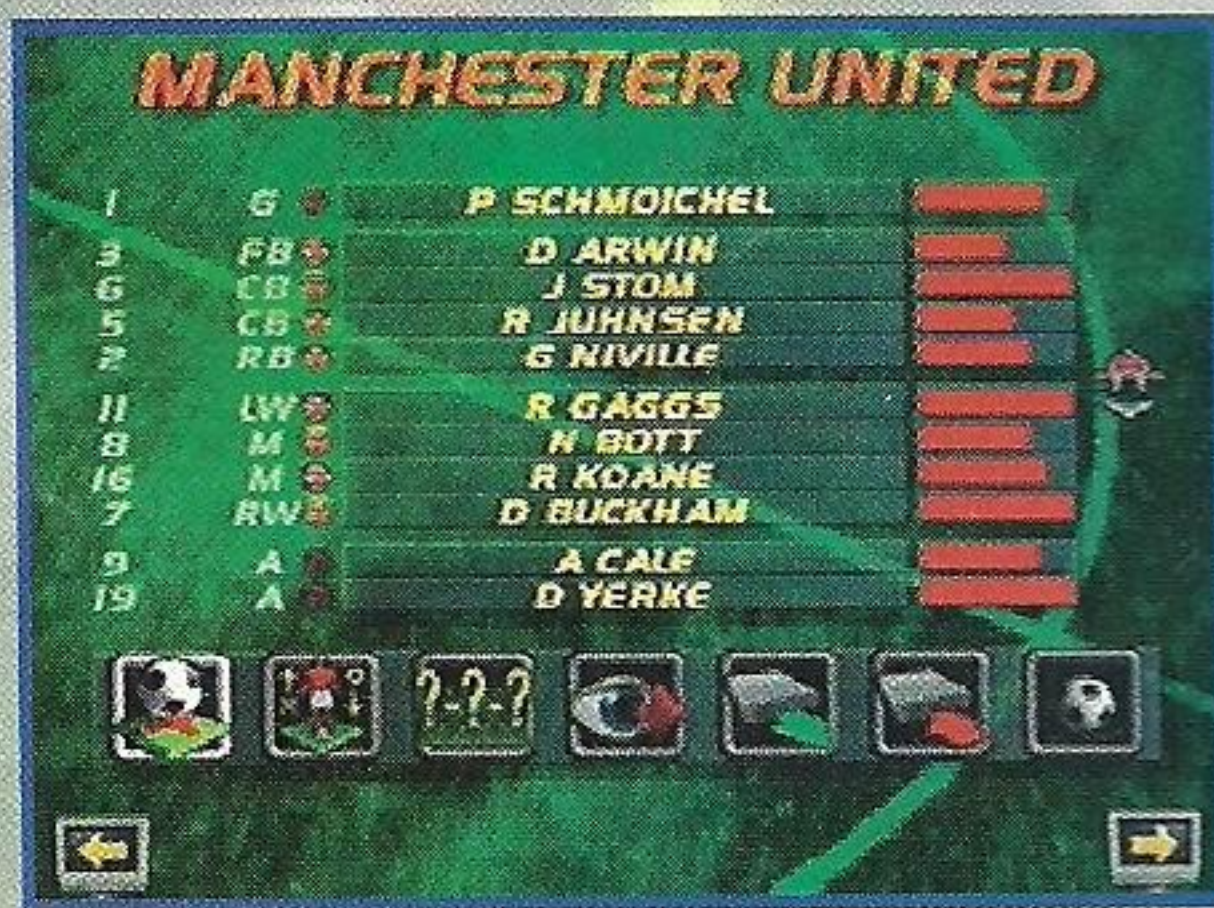 MANCHESTER UNITED
1 G P SCHMOICHEL
3 FB D ARWIN
6 CB J STOM
5 CB R JUHNSEN
2 RB G NIVILLE
11 LW R GAGGS
8 M N BOTT
16 M R KOANE
7 RW D BUCKHAM
9 A A CALE
19 A D YERKE
?-?-?